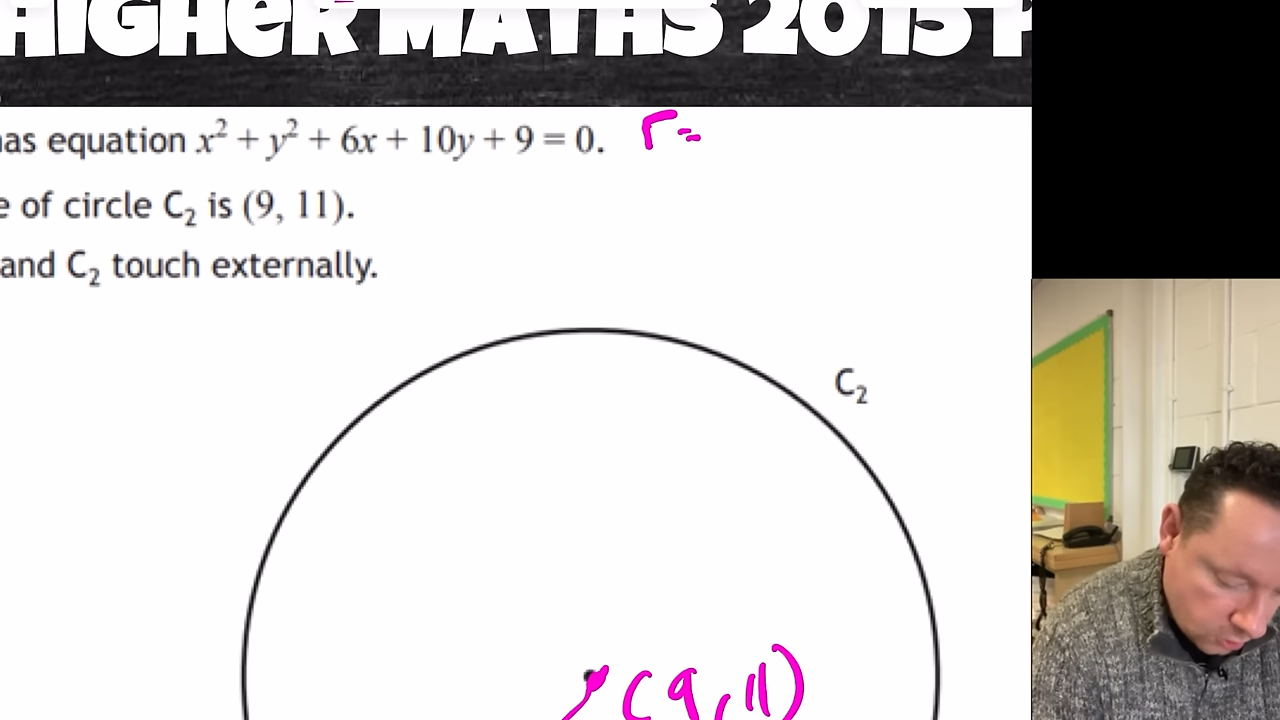 HIGHER MATHS 2015 P
has equation x² + y² + 6x + 10y + 9 = 0. r=
e of circle C₂ is (9, 11).
and C₂ touch externally.
C₂
(9, 11)